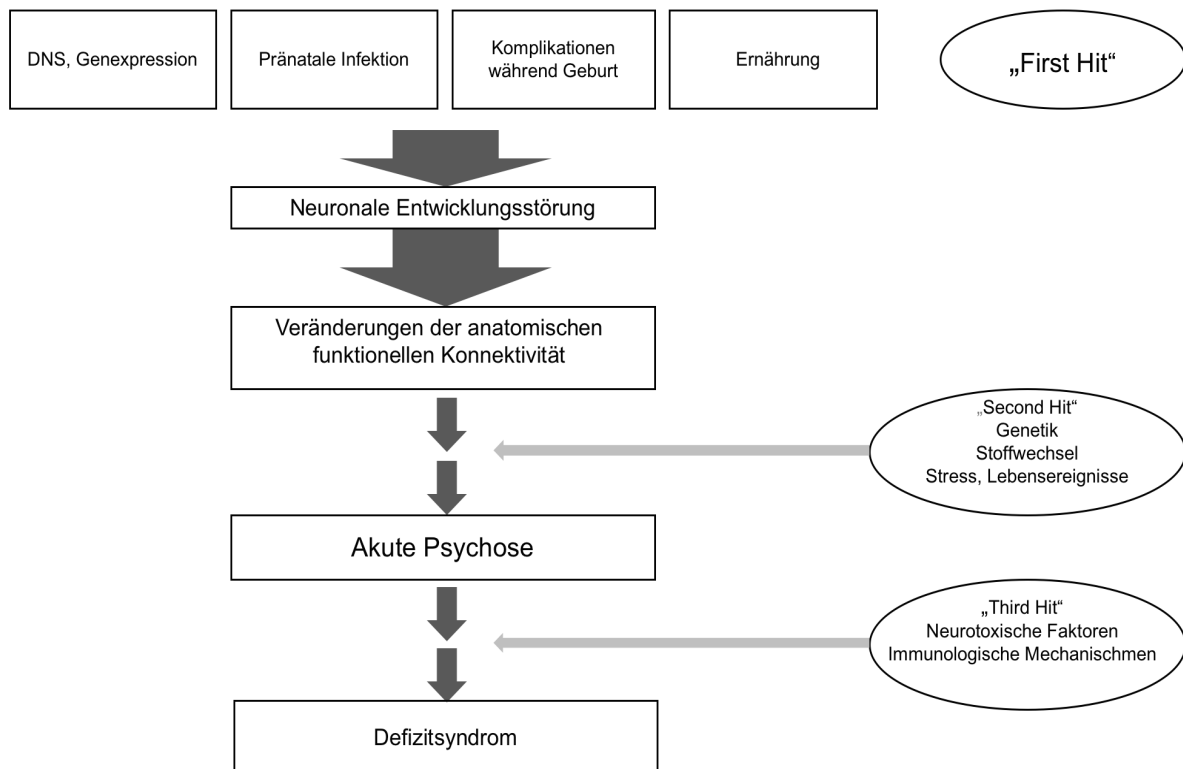 DNS, Genexpression
Pränatale Infektion
Komplikationen
während Geburt
Ernährung
„First Hit“
Neuronale Entwicklungsstörung
Veränderungen der anatomischen
funktionellen Konnektivität
„Second Hit“
Genetik
Stoffwechsel
Stress, Lebensereignisse
Akute Psychose
„Third Hit“
Neurotoxische Faktoren
Immunologische Mechanischmen
Defizitsyndrom